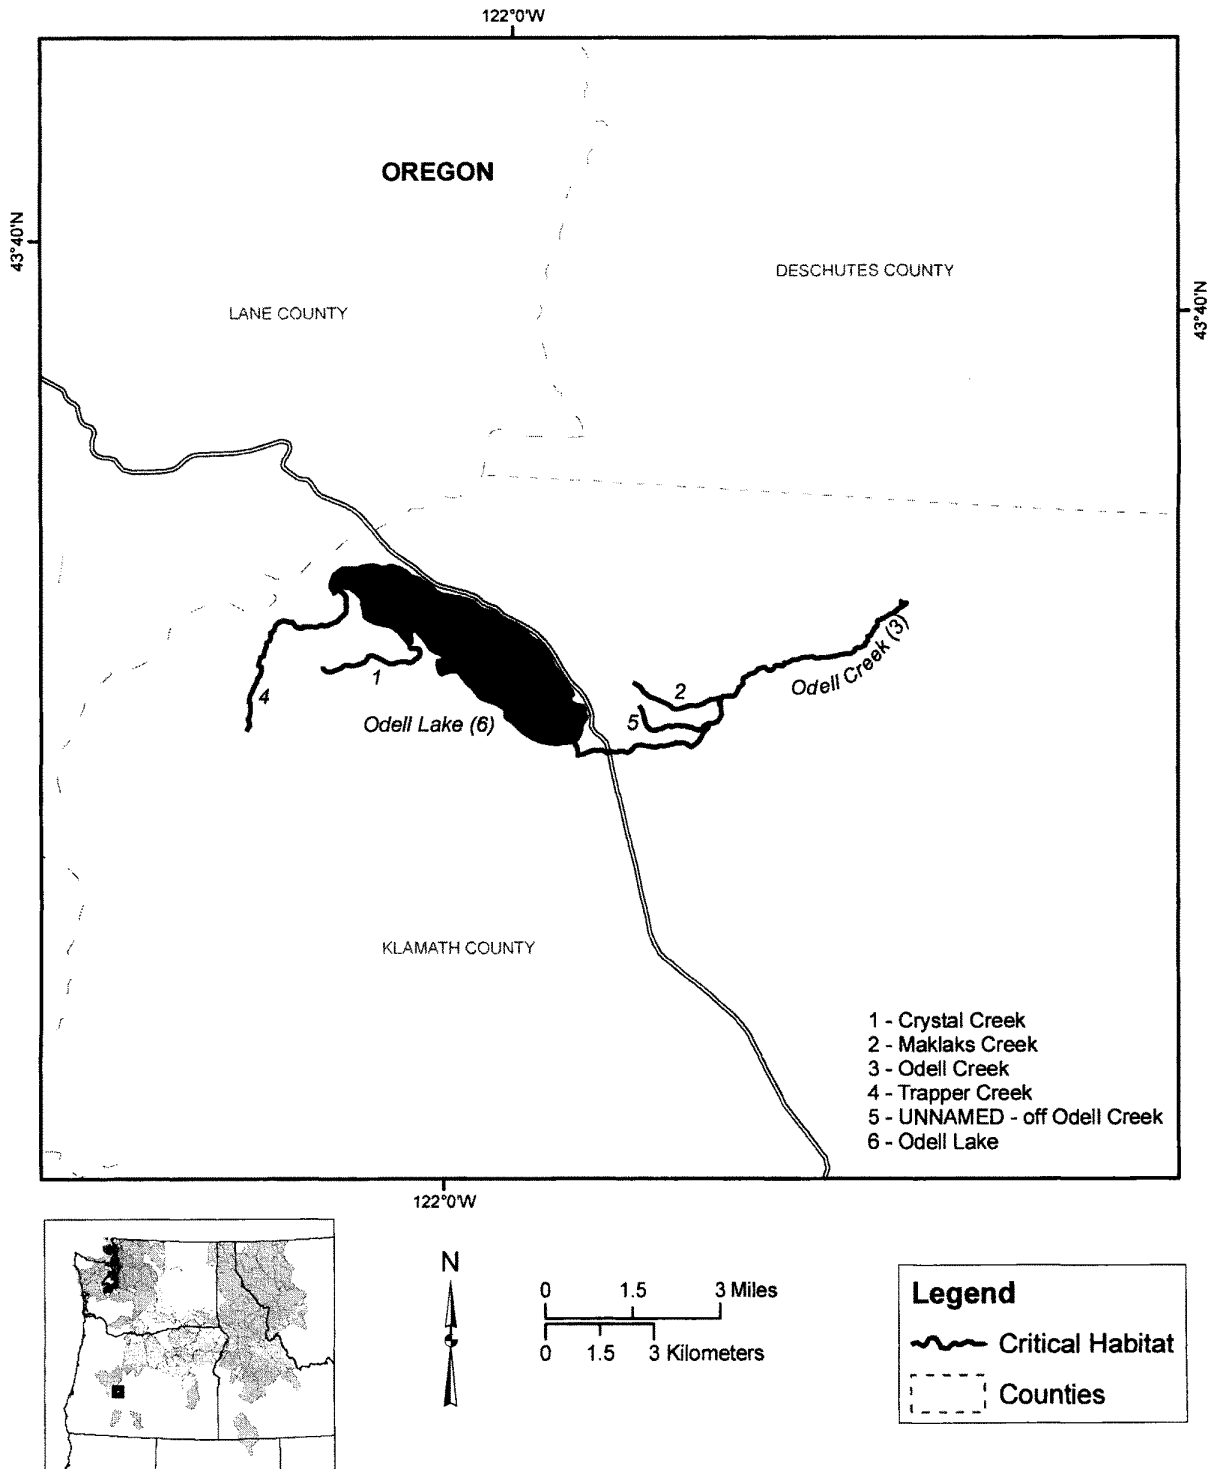 122°0'W
OREGON
43°40'N
DESCHUTES COUNTY
43°40'N
LANE COUNTY
2
Odell Creek (3)
1
4
5
Odell Lake (6)
KLAMATH COUNTY
1 - Crystal Creek
2 - Maklaks Creek
3 - Odell Creek
4 - Trapper Creek
5 - UNNAMED - off Odell Creek
6 - Odell Lake
122°0'W
N
0 1.5 3 Miles
0 1.5 3 Kilometers
Legend
Critical Habitat
Counties